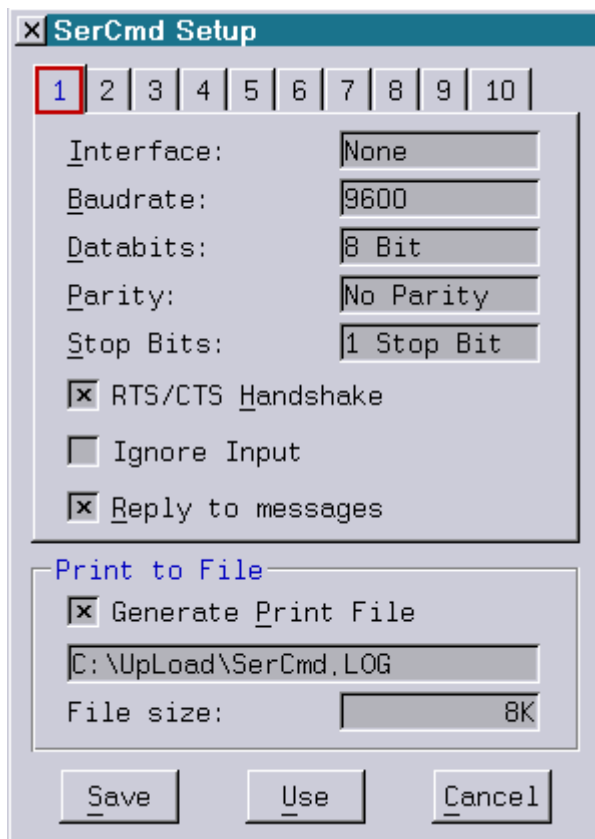 SerCmd Setup
1 2 3 4 5 6 7 8 9 10
Interface: None
Baudrate: 9600
Databits: 8 Bit
Parity: No Parity
Stop Bits: 1 Stop Bit
RTS/CTS Handshake
Ignore Input
Reply to messages
Print to File
Generate Print File
C:\UpLoad\SerCmd.LOG
File size: 8K
Save Use Cancel